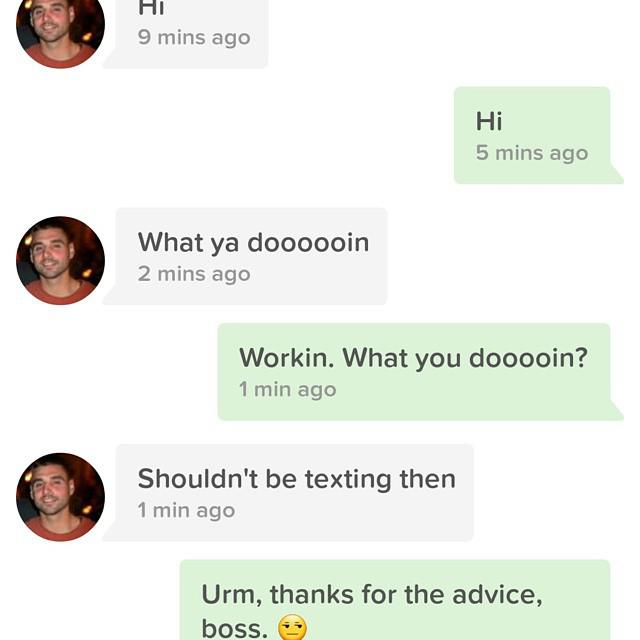 Hi
9 mins ago
Hi
5 mins ago
What ya doooooin
2 mins ago
Workin. What you dooooin?
1 min ago
Shouldn't be texting then
1 min ago
Urm, thanks for the advice,
boss. 😒